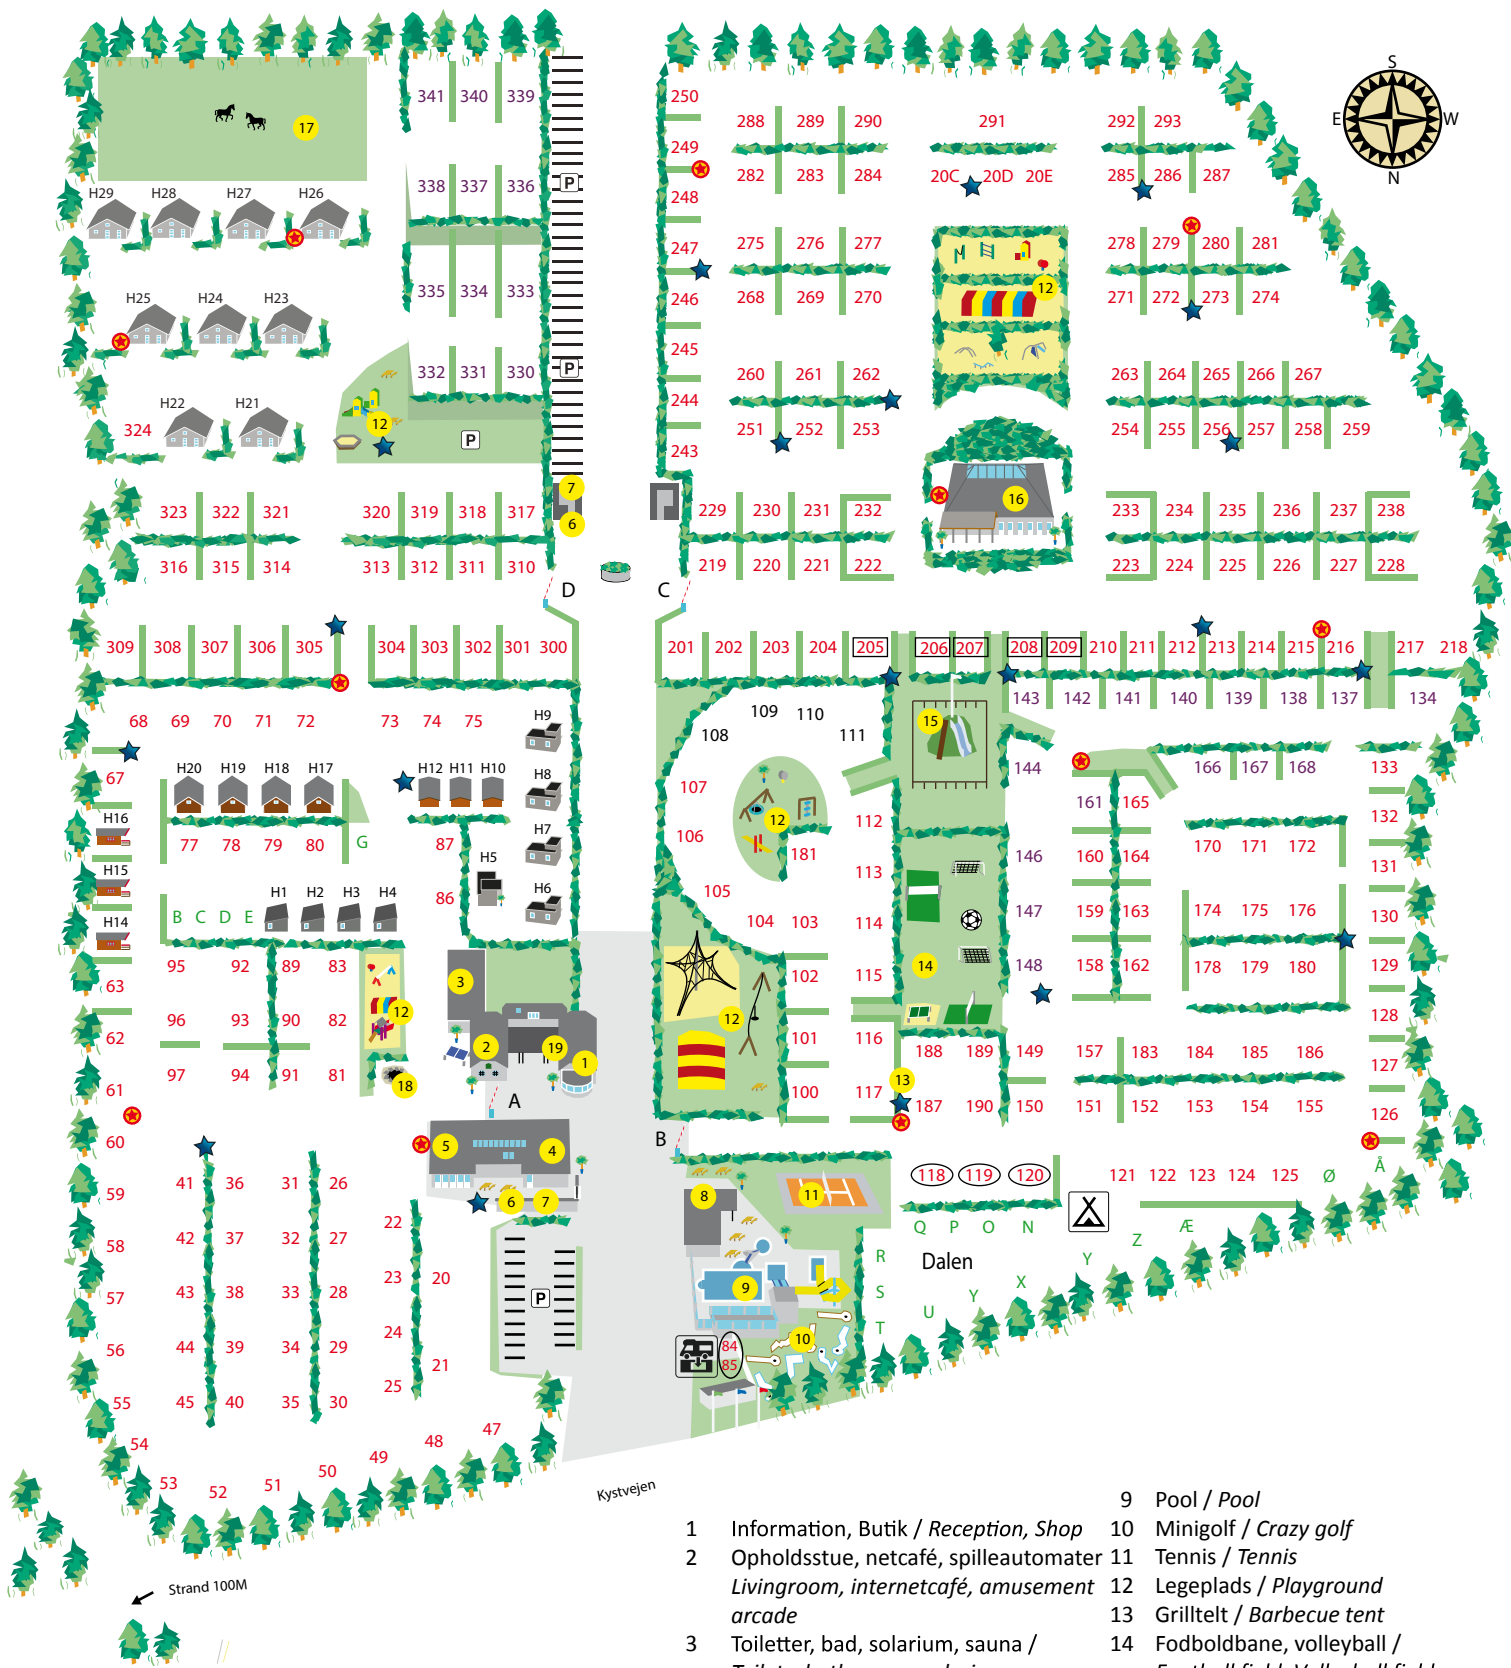 S
E
W
N
341 340 339
17
P
338 337 336
H29 H28 H27 H26
335 334 333
H25 H24 H23
332 331 330
P
12
P
H22 H21
324
323 322 321 320 319 318 317
7
6
316 315 314 313 312 311 310
D
C
250
249
248
247
246
245
244
243
288 289 290 291 292 293
282 283 284 20C 20D 20E 285 286 287
275 276 277 278 279 280 281
12
268 269 270 271 272 273 274
260 261 262 263 264 265 266 267
251 252 253 254 255 256 257 258 259
16
229 230 231 232 233 234 235 236 237 238
219 220 221 222 223 224 225 226 227 228
309 308 307 306 305 304 303 302 301 300
201 202 203 204 205 206 207 208 209 210 211 212 213 214 215 216 217 218
143 142 141 140 139 138 137 134
68 69 70 71 72 73 74 75
H9
67
H20 H19 H18 H17
H12 H11 H10
H8
H16
77 78 79 80
G
87
H7
H15
H5
86
H6
B C D E
H1 H2 H3 H4
H14
95 92 89 83
63
3
96 93 90 82
12
62
2
19
1
97 94 91 81
18
61
A
60
5
4
6
7
59
41 36 31 26
22
58
42 37 32 27
23
20
57
43 38 33 28
P
24
56
44 39 34 29
21
25
55
45 40 35 30
54
53
52
51
50
49
48
47
109 110
108
111
107
106
12
181
105
104 103
102
101
100
12
15
112
113
114
115
116
117
14
144
146
147
148
149
150
166 167 168
133
161 165
132
170 171 172
160 164
131
174 175 176
159 163
130
178 179 180
158 162
129
128
188 189
157 183 184 185 186
127
13
187 190
151 152 153 154 155
126
B
8
11
118 119 120
121 122 123 124 125
Ø
Å
Q P O N
Z
Æ
R
S
T
Dalen
U
Y
X
Y
9
10
84
85
Kystvejen
Strand 100M
1 Information, Butik / Reception, Shop
2 Opholdsstue, netcafé, spilleautomater
Livingroom, internetcafé, amusement
arcade
3 Toiletter, bad, solarium, sauna /
9 Pool / Pool
10 Minigolf / Crazy golf
11 Tennis / Tennis
12 Legeplads / Playground
13 Grilltelt / Barbecue tent
14 Fodboldbane, volleyball /